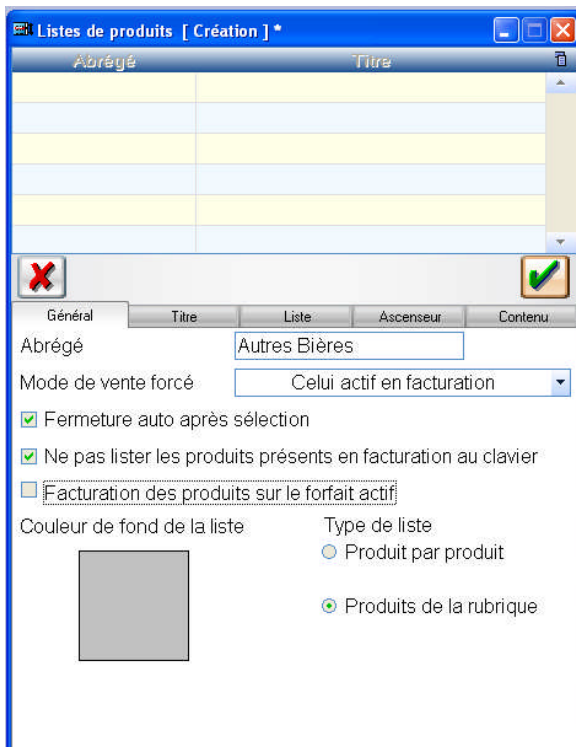 Listes de produits [ Création ] *
Abrégé Titre
Général Titre Liste Ascenseur Contenu
Abrégé Autres Bières
Mode de vente forcé Celui actif en facturation
Fermeture auto après sélection
Ne pas lister les produits présents en facturation au clavier
Facturation des produits sur le forfait actif
Couleur de fond de la liste Type de liste
Produit par produit
Produits de la rubrique